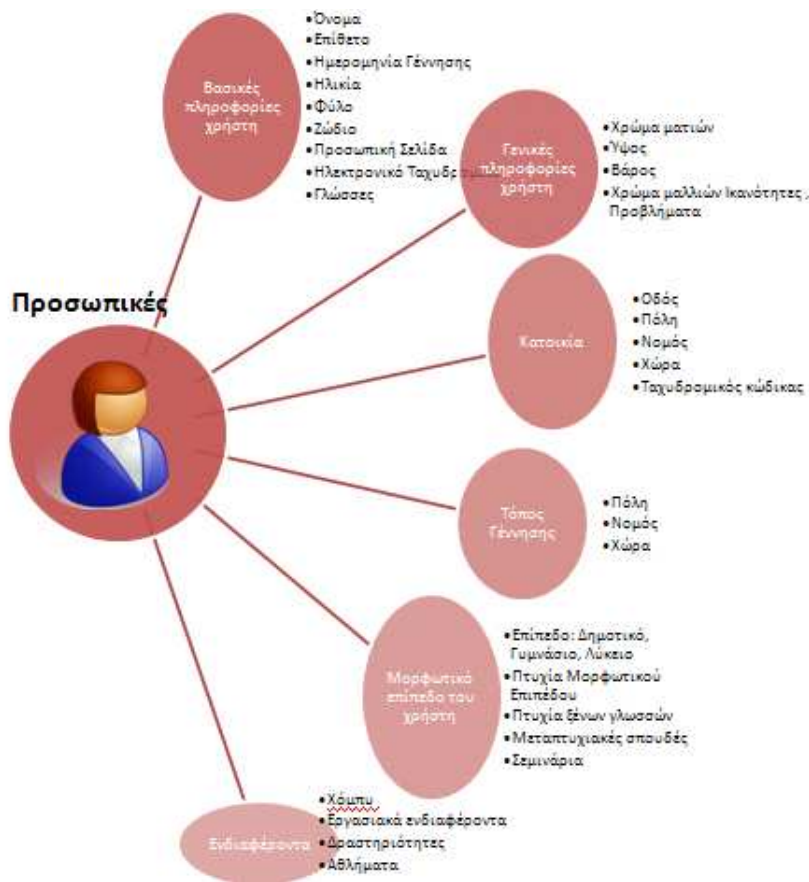 Προσωπικές
Βασικές
πληροφορίες
χρήστη
•Όνομα
•Επίθετο
•Ημερομηνία Γέννησης
•Ηλικία
•Φύλο
•Ζώδιο
•Προσωπική Σελίδα
•Ηλεκτρονικό
•Γλώσσες
Γενικές
πληροφορίες
χρήστη
•Χρώμα ματιών
•Ύψος
•Βάρος
•Χρώμα μαλλιών Ικανότητες ,
Προβλήματα
Κατοικία
•Οδός
•Πόλη
•Νομός
•Χώρα
•Ταχυδρομικός κώδικας
Τόπος
Γέννησης
•Πόλη
•Νομός
•Χώρα
Μορφωτικό
επίπεδο του
χρήστη
•Επίπεδο: Δημοτικό,
Γυμνάσιο, Λύκειο
•Πτυχία Μορφωτικού
Επιπέδου
•Πτυχία ξένων γλωσσών
•Μεταπτυχιακές σπουδές
•Σεμινάρια
Ενδιαφέροντα
•Χόμπυ
•Εργασιακά ενδιαφέροντα
•Δραστηριότητες
•Αθλήματα